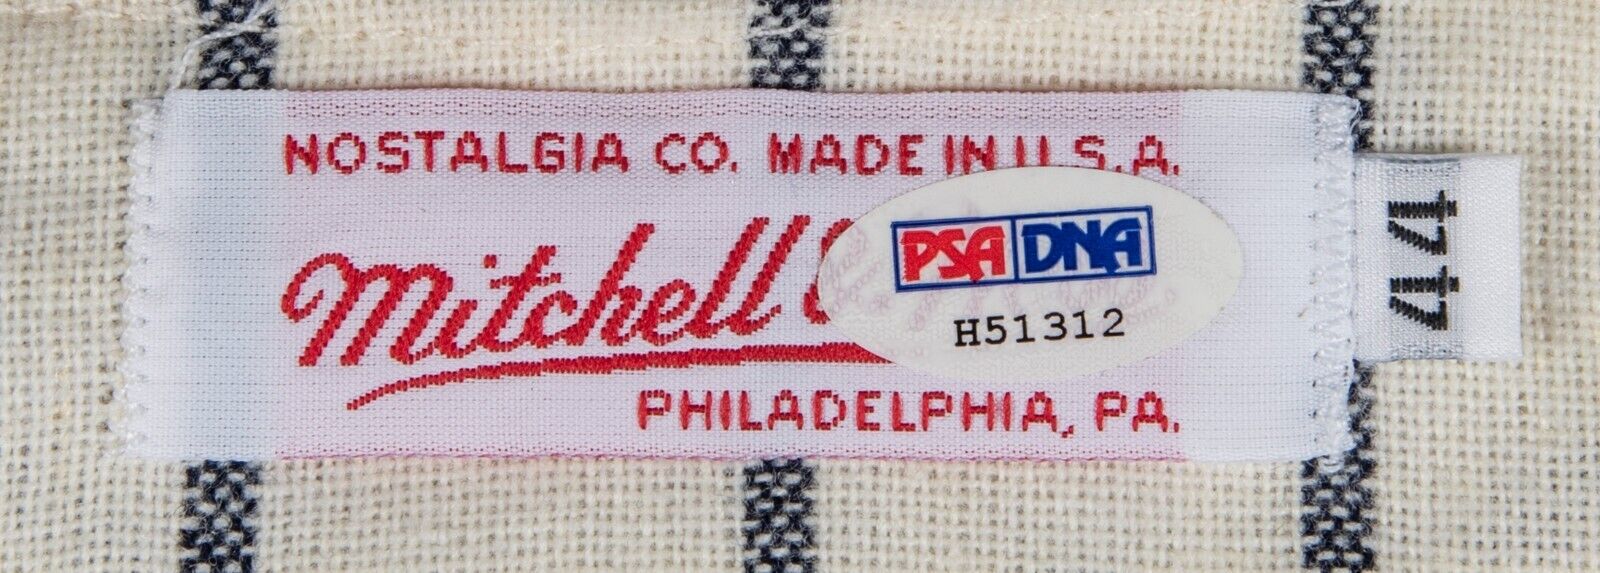 NOSTALGIA CO. MADE IN U.S.A.
Mitchell
PSA DNA
H51312
PHILADELPHIA, PA.
44